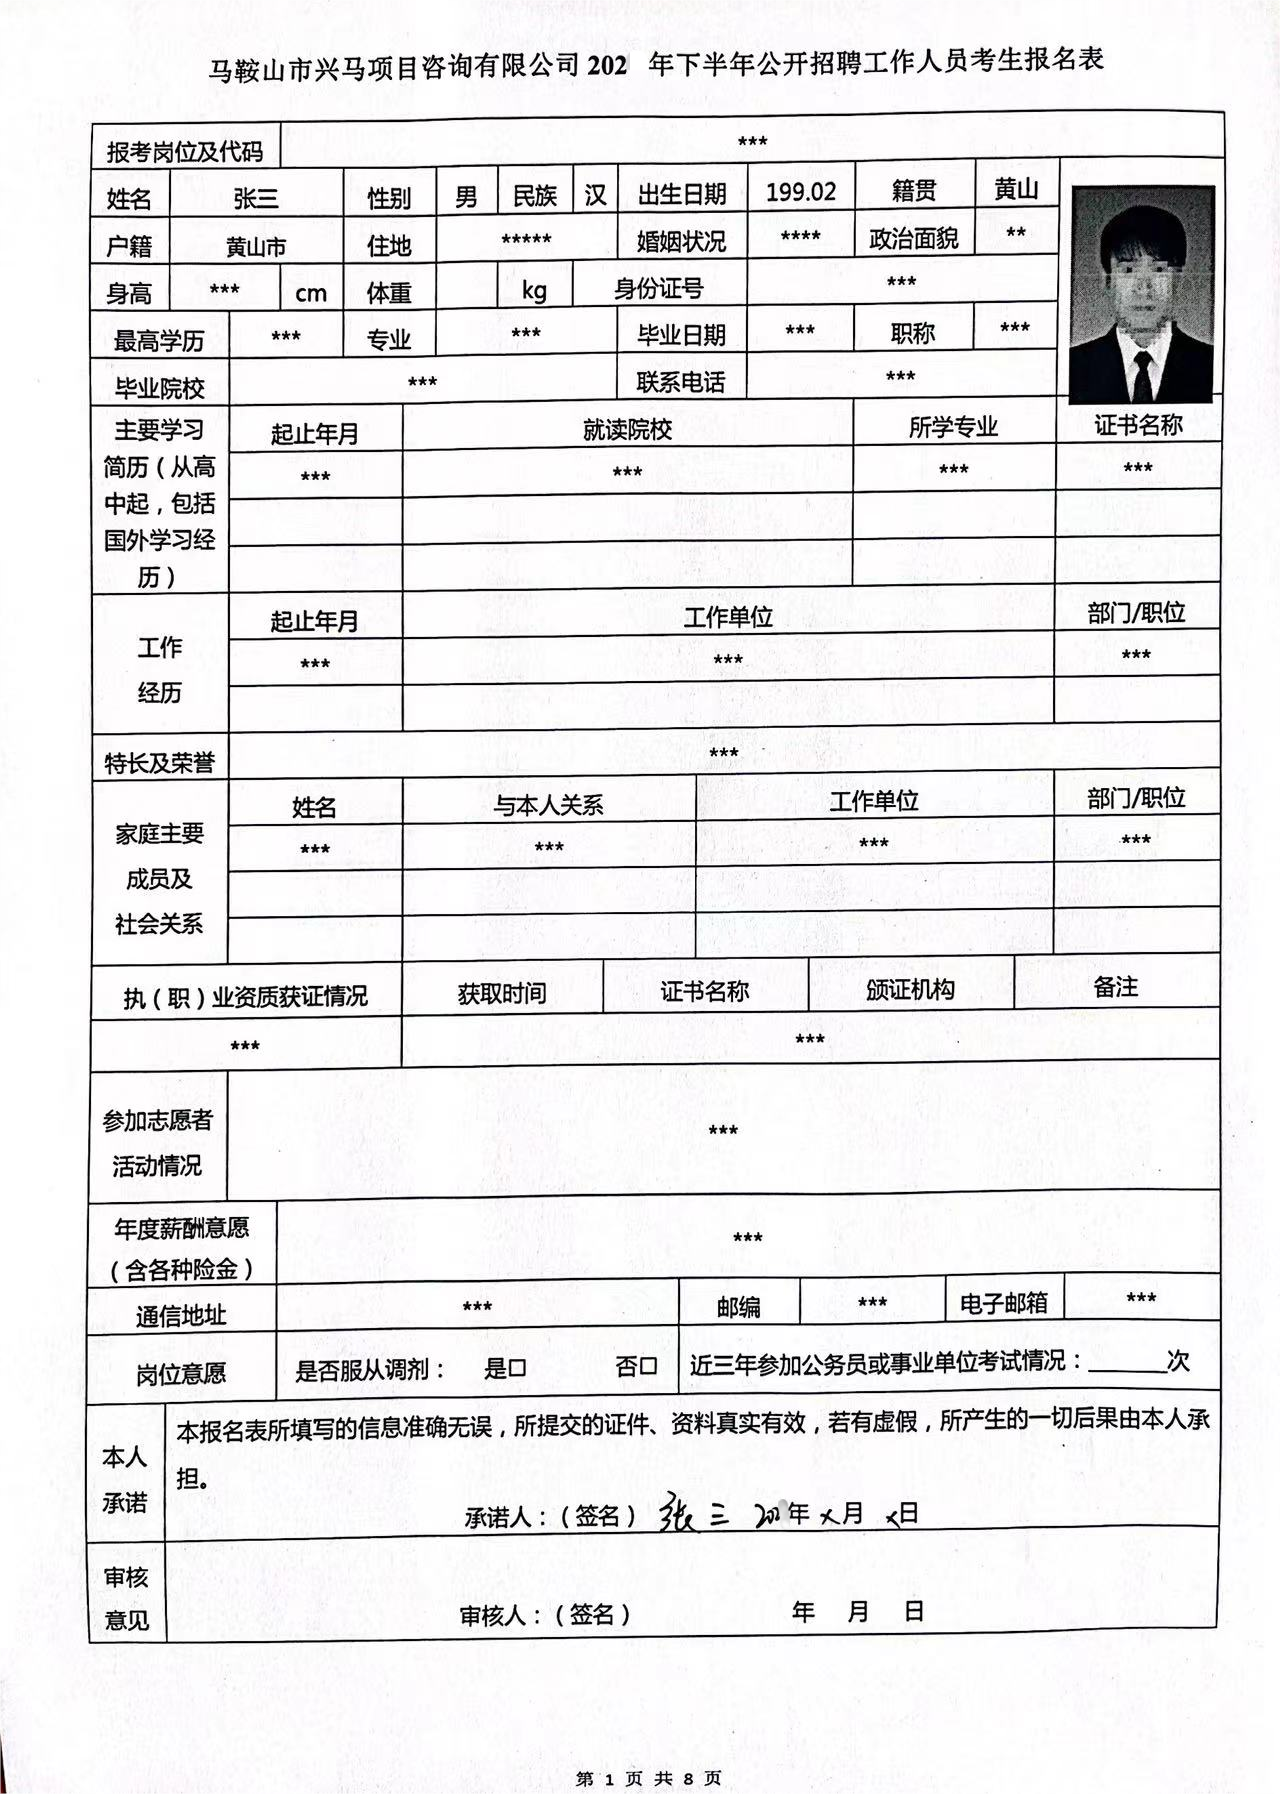 马鞍山市兴马项目咨询有限公司 202 年下半年公开招聘工作人员考生报名表
报考岗位及代码 ***
姓名 张三 性别 男 民族 汉 出生日期 199.02 籍贯 黄山
户籍 黄山市 住地 ***** 婚姻状况 **** 政治面貌 **
身高 *** cm 体重 kg 身份证号 ***
最高学历 *** 专业 *** 毕业日期 *** 职称 ***
毕业院校 *** 联系电话 ***
主要学习
简历（从高
中起，包括
国外学习经
历）
起止年月 就读院校 所学专业 证书名称
*** *** *** ***
工作
经历
起止年月 工作单位 部门/职位
*** *** ***
特长及荣誉 ***
家庭主要
成员及
社会关系
姓名 与本人关系 工作单位 部门/职位
*** *** *** ***
执（职）业资质获证情况 获取时间 证书名称 颁证机构 备注
*** ***
参加志愿者
活动情况
***
年度薪酬意愿
（含各种险金）
***
通信地址 *** 邮编 *** 电子邮箱 ***
岗位意愿 是否服从调剂： 是□ 否□ 近三年参加公务员或事业单位考试情况：______次
本人
承诺
本报名表所填写的信息准确无误，所提交的证件、资料真实有效，若有虚假，所产生的一切后果由本人承
担。
承诺人：（签名） 张三 202年 x月 x日
审核
意见
审核人：（签名） 年 月 日
第 1 页 共 8 页